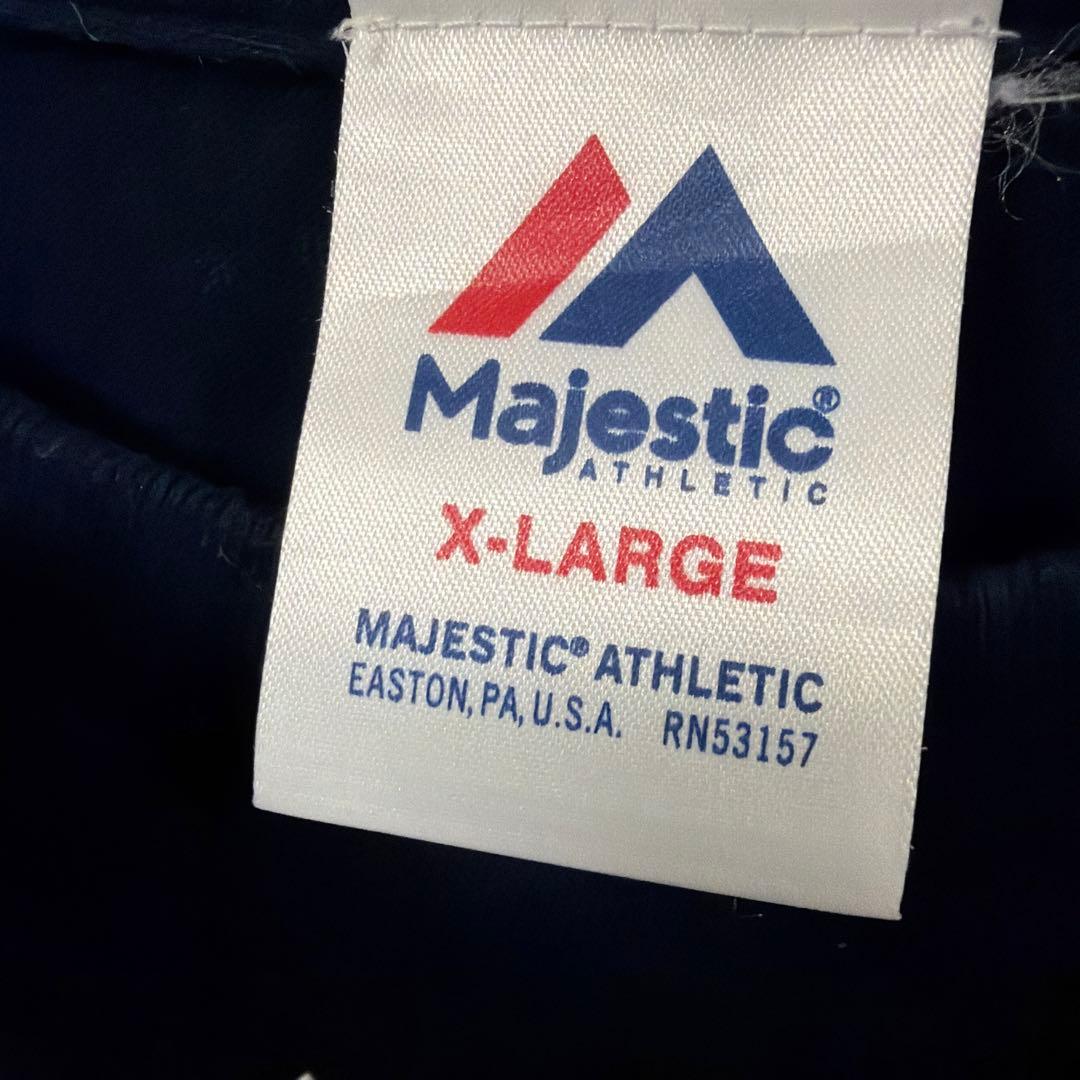 Majestic®
ATHLETIC
X-LARGE
MAJESTIC® ATHLETIC
EASTON, PA, U.S.A. RN53157